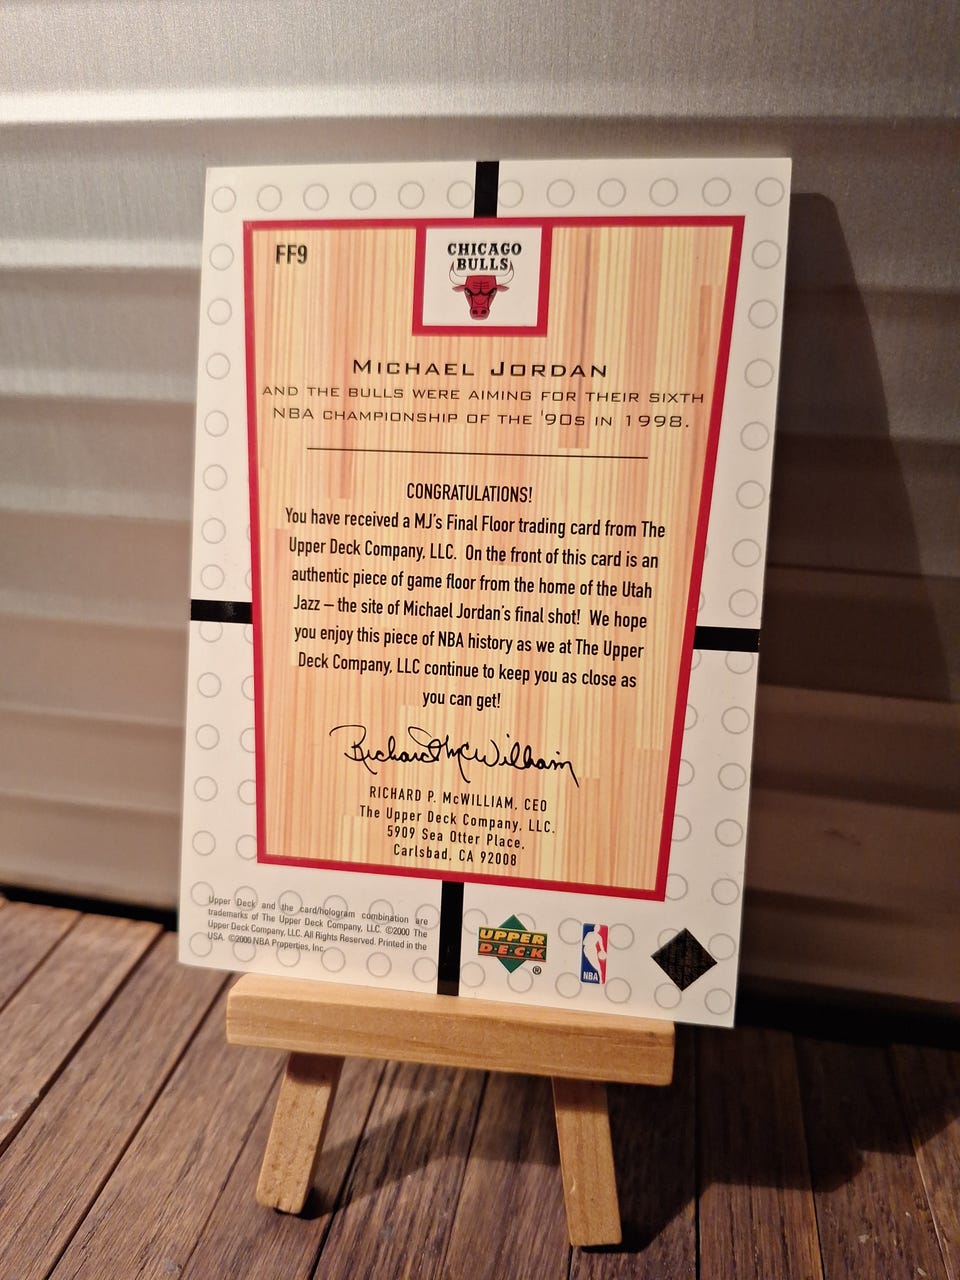 FF9
CHICAGO
BULLS
MICHAEL JORDAN
AND THE BULLS WERE AIMING FOR THEIR SIXTH
NBA CHAMPIONSHIP OF THE '90S IN 1998.
CONGRATULATIONS!
You have received a MJ's Final Floor trading card from The
Upper Deck Company, LLC. On the front of this card is an
authentic piece of game floor from the home of the Utah
Jazz – the site of Michael Jordan's final shot! We hope
you enjoy this piece of NBA history as we at The Upper
Deck Company, LLC continue to keep you as close as
you can get!
Richard McWilliam
RICHARD P. McWILLIAM, CEO
The Upper Deck Company, LLC.
5909 Sea Otter Place,
Carlsbad, CA 92008
Upper Deck and the card/hologram combination are
trademarks of The Upper Deck Company, LLC. ©2000 The
Upper Deck Company, LLC. All Rights Reserved. Printed in the
USA. ©2000 NBA Properties, Inc.
UPPER
DECK
®
NBA